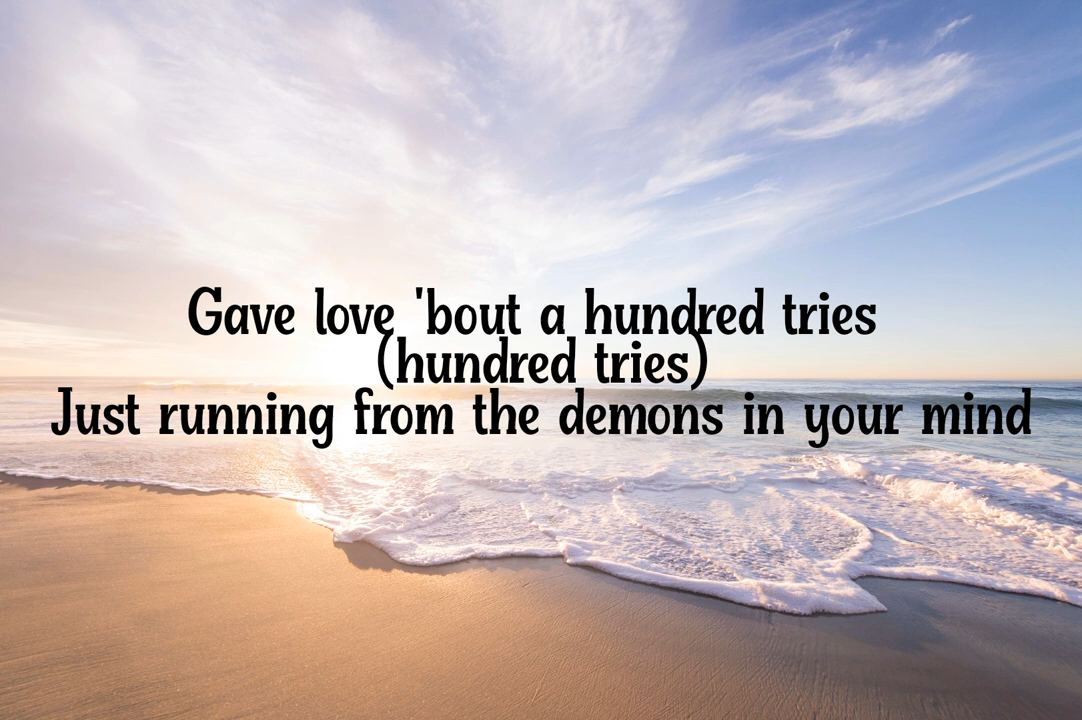 Gave love 'bout a hundred tries
(hundred tries)
Just running from the demons in your mind